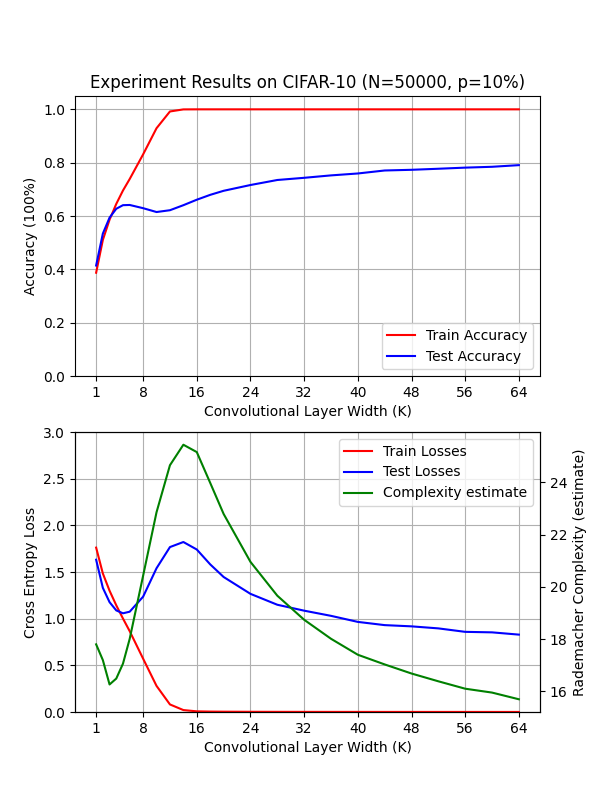 Experiment Results on CIFAR-10 (N=50000, p=10%)
1.0
0.8
0.6
0.4
0.2
0.0
Accuracy (100%)
Train Accuracy
Test Accuracy
1 8 16 24 32 40 48 56 64
Convolutional Layer Width (K)
3.0
2.5
2.0
1.5
1.0
0.5
0.0
Cross Entropy Loss
Train Losses
Test Losses
Complexity estimate
24
22
20
18
16
Rademacher Complexity (estimate)
1 8 16 24 32 40 48 56 64
Convolutional Layer Width (K)